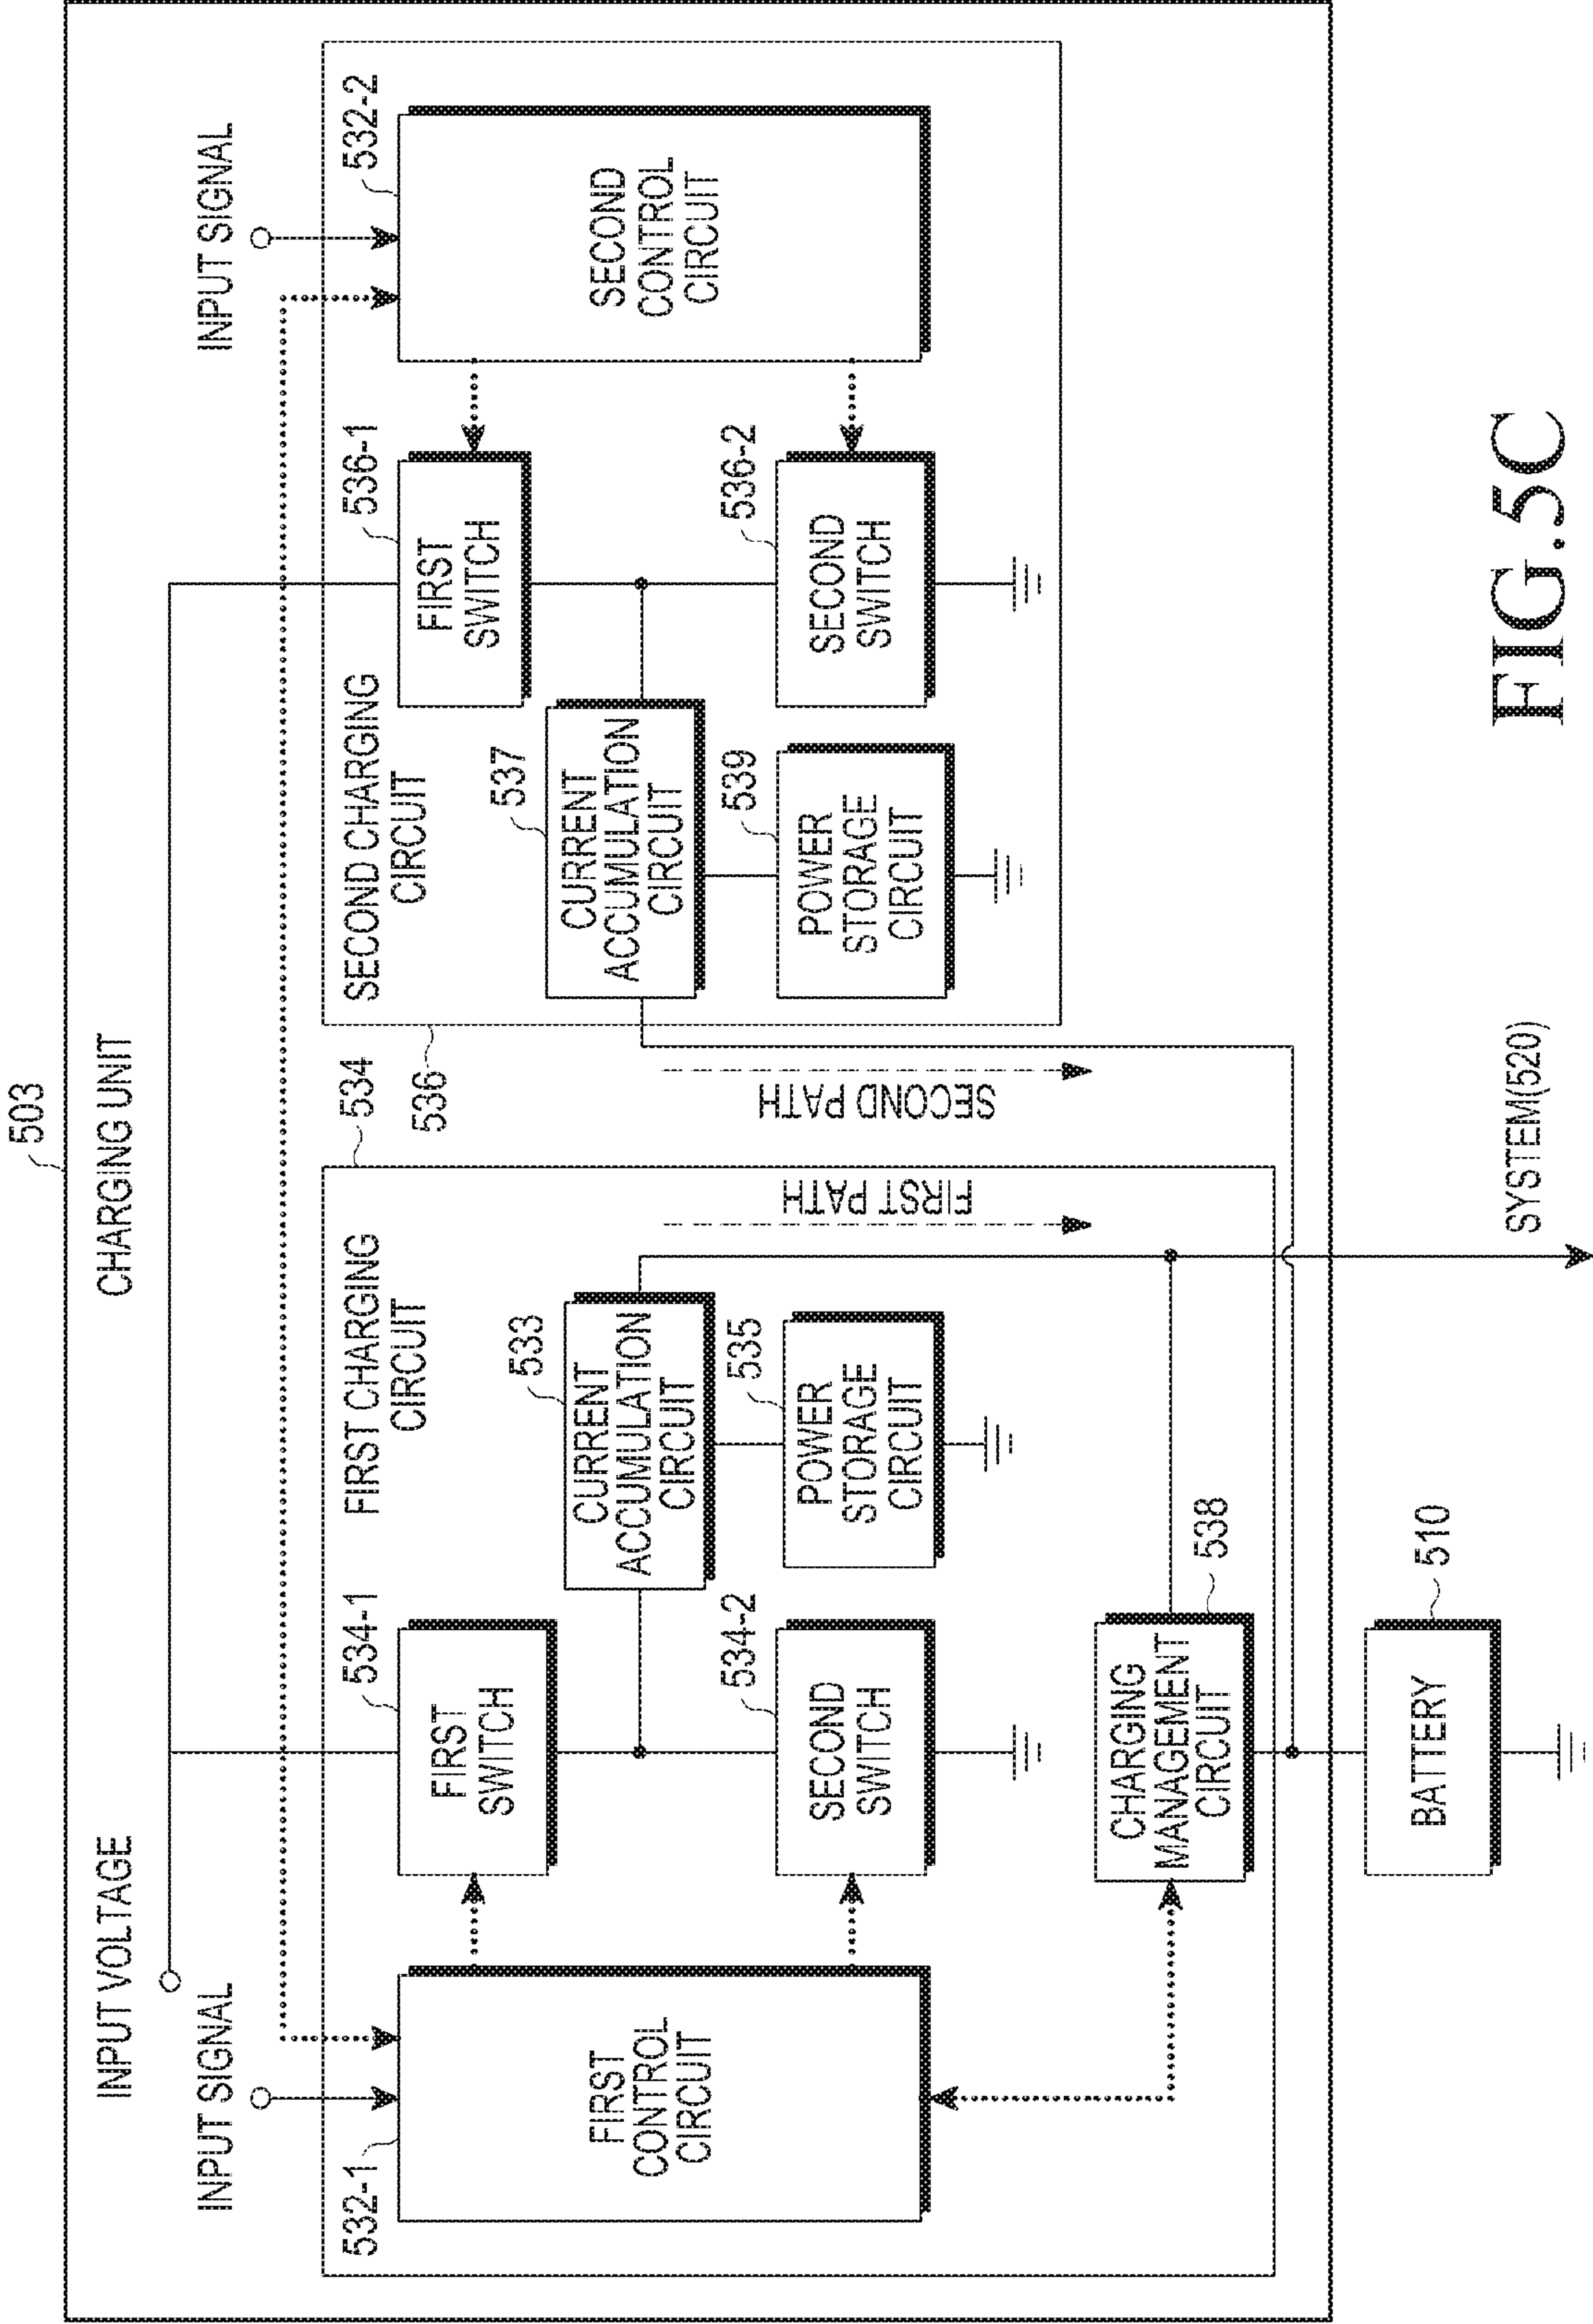 503
CHARGING UNIT
INPUT VOLTAGE
INPUT SIGNAL
INPUT SIGNAL
532-1
FIRST
CONTROL
CIRCUIT
534-1
FIRST
SWITCH
534-2
SECOND
SWITCH
FIRST CHARGING
CIRCUIT
534
533
CURRENT
ACCUMULATION
CIRCUIT
535
POWER
STORAGE
CIRCUIT
FIRST PATH
CHARGING
MANAGEMENT
CIRCUIT
538
SECOND PATH
536
SECOND CHARGING
CIRCUIT
537
CURRENT
ACCUMULATION
CIRCUIT
539
POWER
STORAGE
CIRCUIT
536-1
FIRST
SWITCH
536-2
SECOND
SWITCH
532-2
SECOND
CONTROL
CIRCUIT
BATTERY
510
SYSTEM(520)
FIG.5C